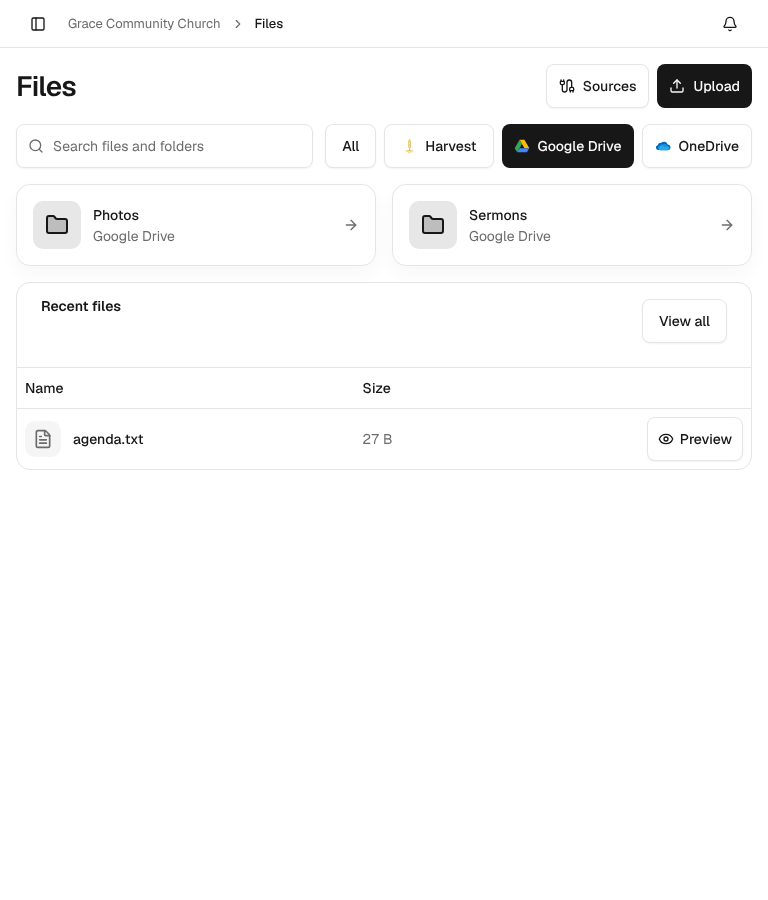 Grace Community Church > Files
Files
Sources
Upload
Search files and folders
All
Harvest
Google Drive
OneDrive
Photos
Google Drive
Sermons
Google Drive
Recent files
View all
Name Size
agenda.txt 27 B Preview